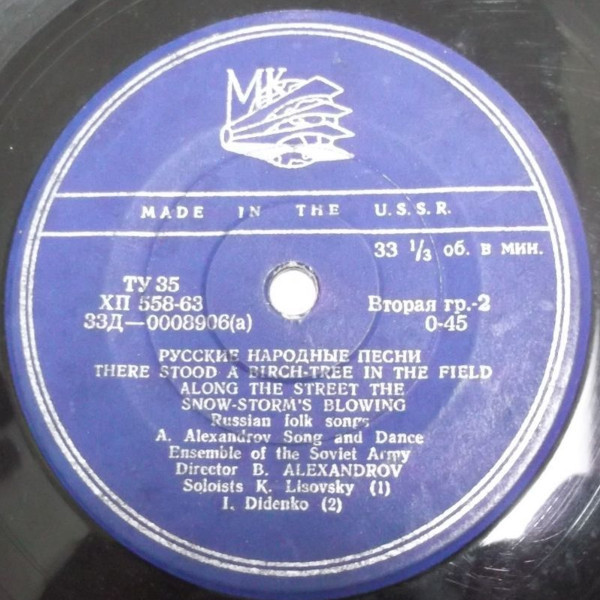 МК
MADE IN THE U.S.S.R.
33 1/3 об. в мин.
ТУ 35
ХП 558-63
33Д—0008906(а)
Вторая гр.-2
0-45
РУССКИЕ НАРОДНЫЕ ПЕСНИ
THERE STOOD A BIRCH-TREE IN THE FIELD
ALONG THE STREET THE
SNOW-STORM'S BLOWING
Russian folk songs
A. Alexandrov Song and Dance
Ensemble of the Soviet Army
Director B. ALEXANDROV
Soloists K. Lisovsky (1)
I. Didenko (2)